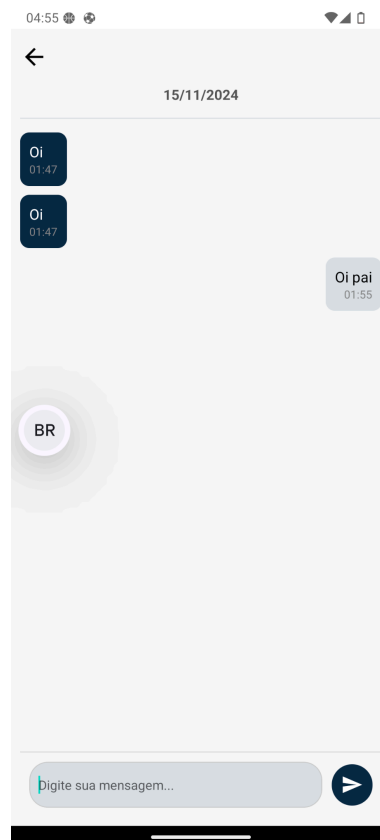 04:55
15/11/2024
Oi
01:47
Oi
01:47
Oi pai
01:55
BR
Digite sua mensagem...